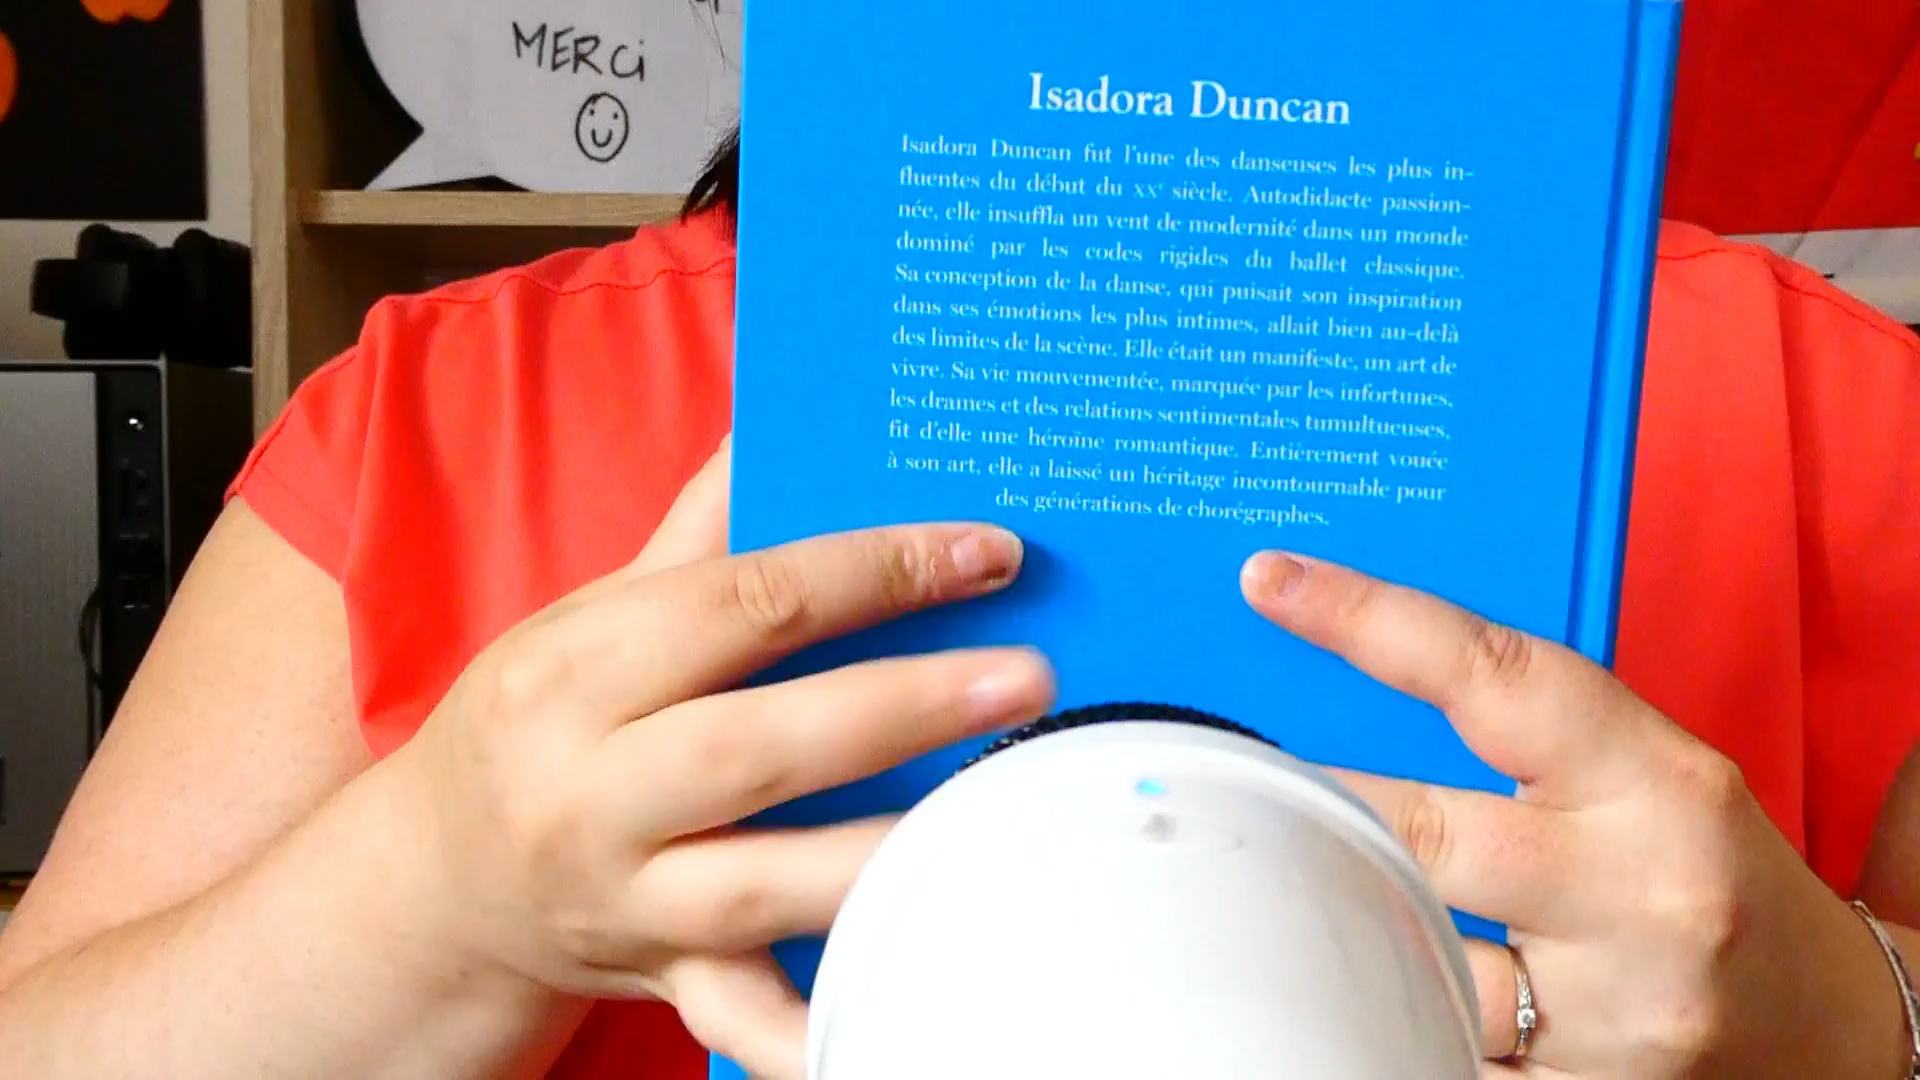 MERCi
Isadora Duncan
Isadora Duncan fut l'une des danseuses les plus in-
fluentes du début du XXe siècle. Autodidacte passion-
née, elle insuffla un vent de modernité dans un monde
dominé par les codes rigides du ballet classique.
Sa conception de la danse, qui puisait son inspiration
dans ses émotions les plus intimes, allait bien au-delà
des limites de la scène. Elle était un manifeste, un art de
vivre. Sa vie mouvementée, marquée par les infortunes,
les drames et des relations sentimentales tumultueuses,
fit d'elle une héroïne romantique. Entièrement vouée
à son art, elle a laissé un héritage incontournable pour
des générations de chorégraphes.